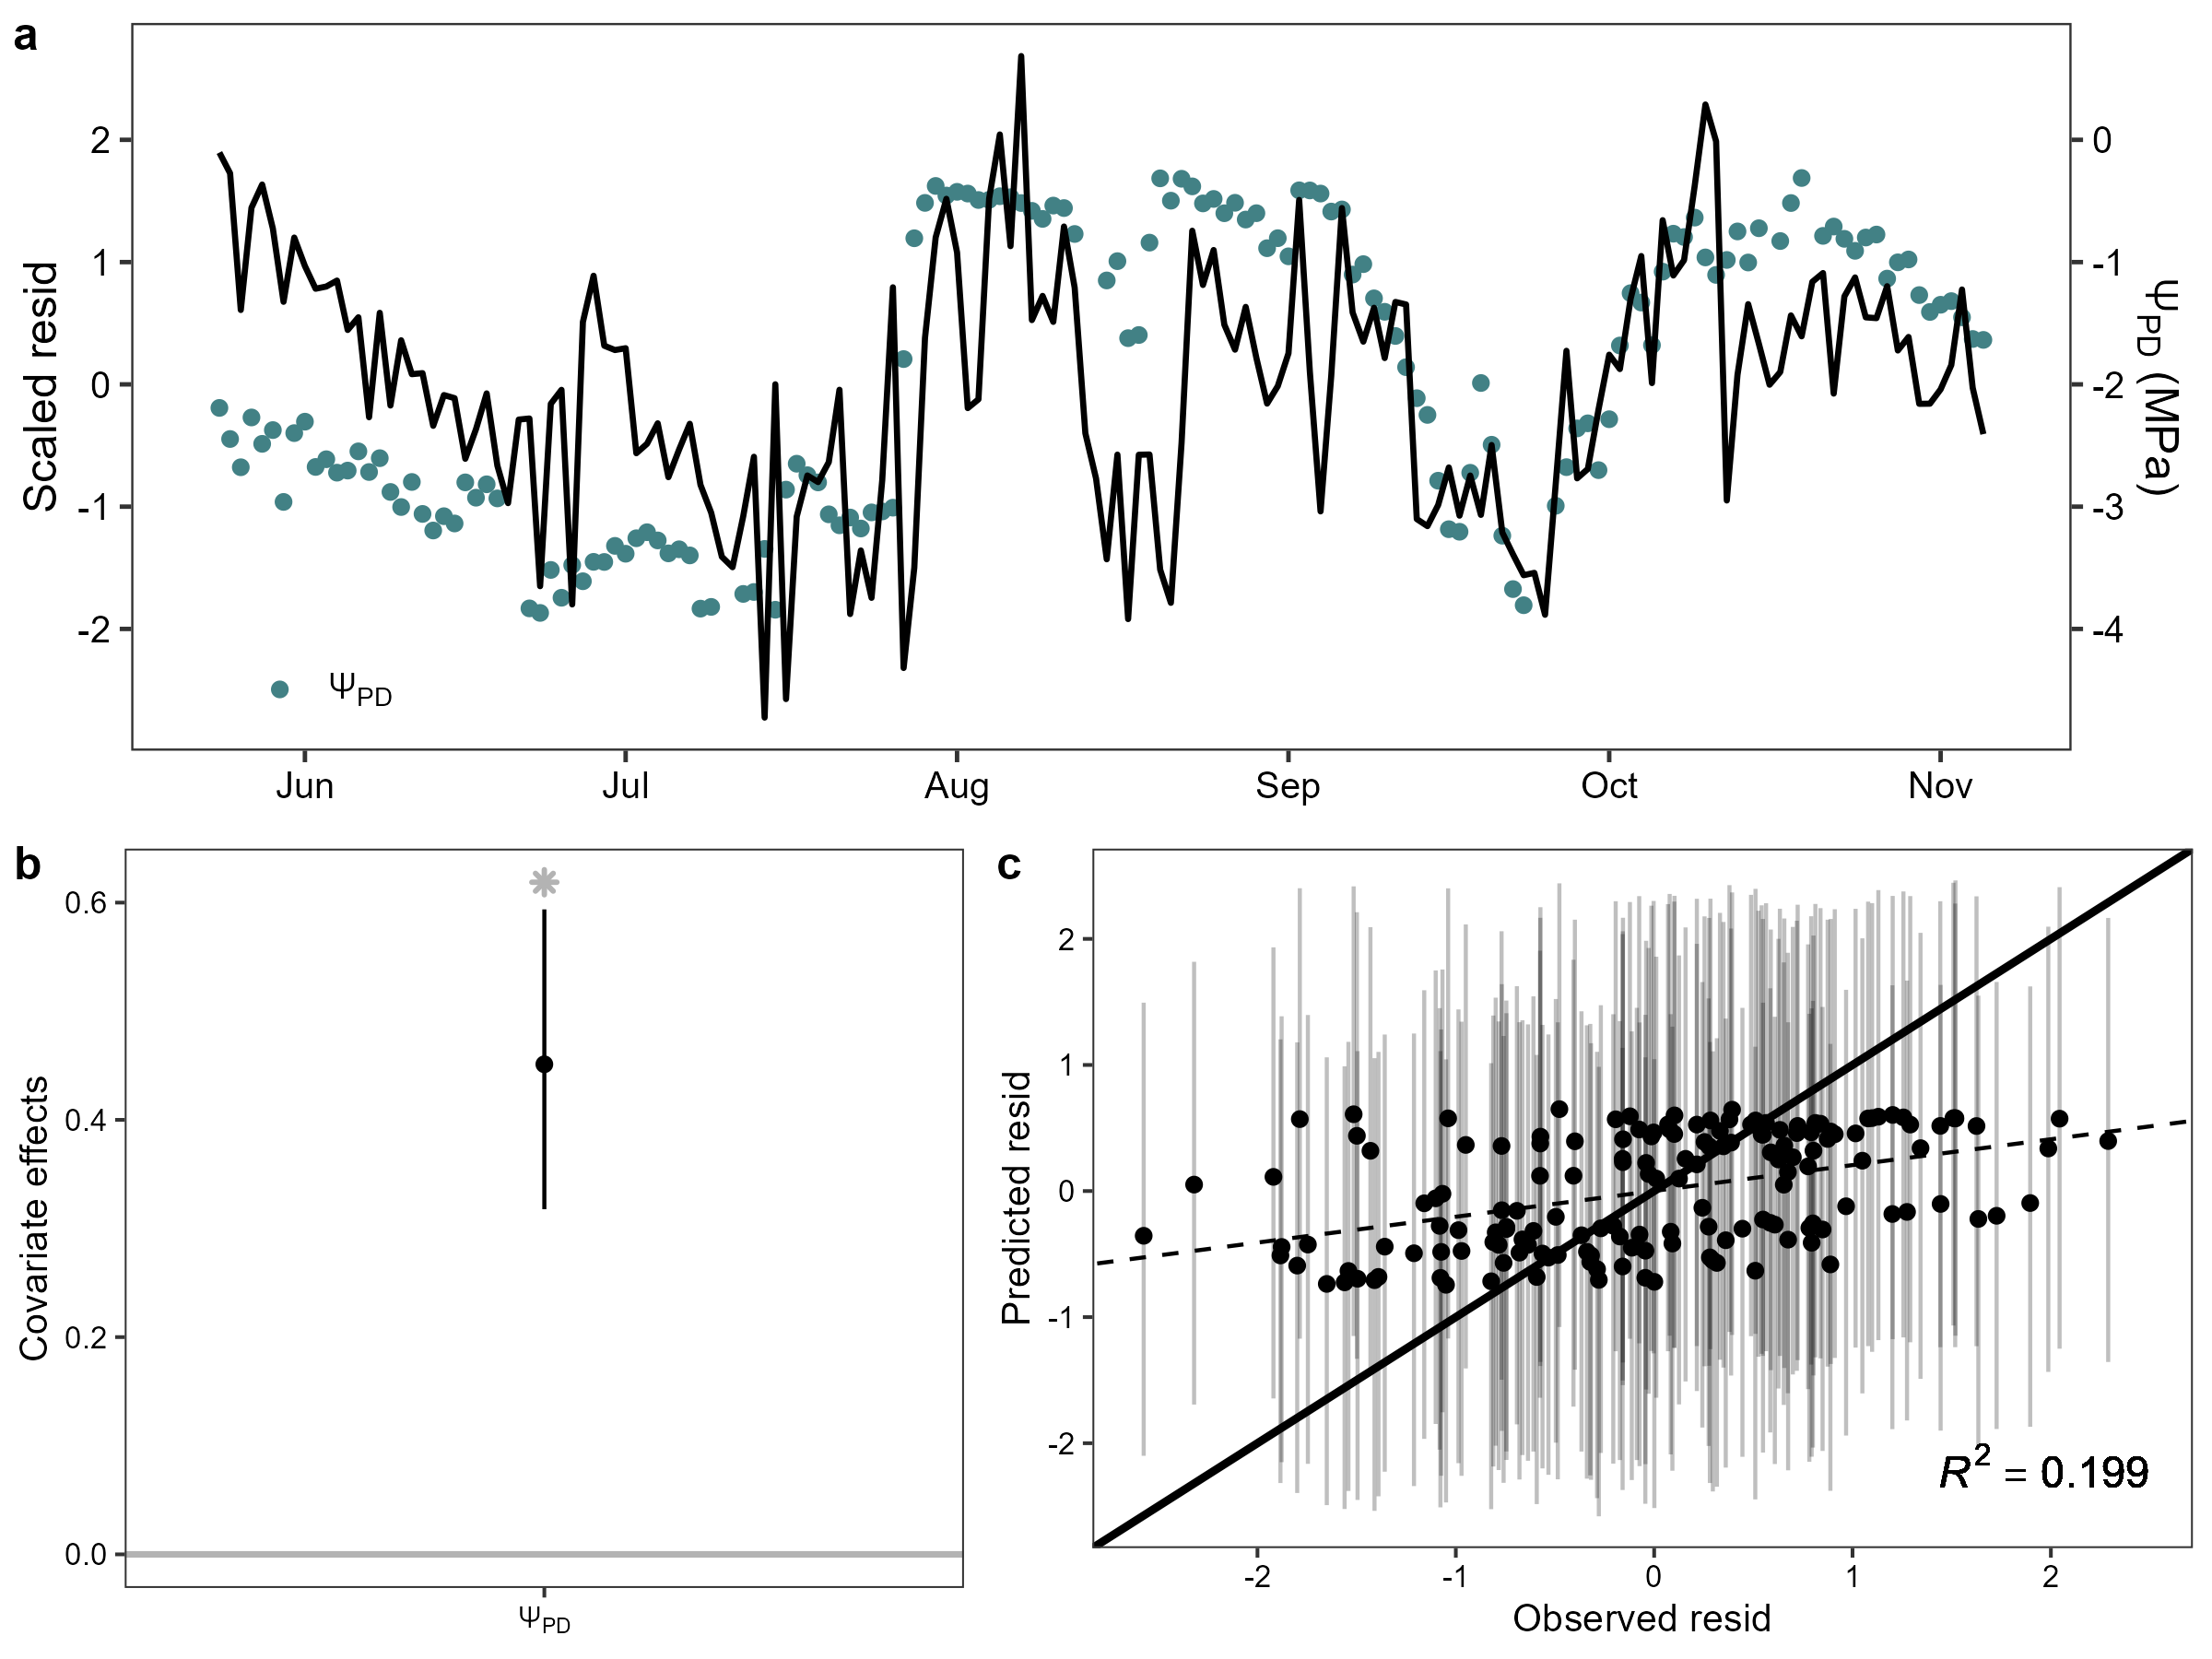 a
Scaled resid
2
1
0
-1
-2
0
-1
-2
-3
-4
ΨPD (MPa)
ΨPD
Jun Jul Aug Sep Oct Nov
b
Covariate effects
0.6
0.4
0.2
0.0
ΨPD
c
Predicted resid
2
1
0
-1
-2
R² = 0.199
-2 -1 0 1 2
Observed resid